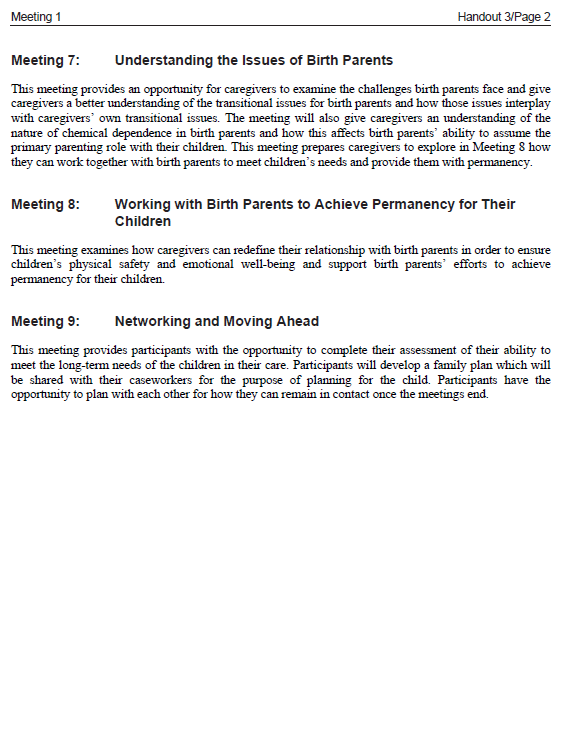 Meeting 1 Handout 3/Page 2
Meeting 7: Understanding the Issues of Birth Parents
This meeting provides an opportunity for caregivers to examine the challenges birth parents face and give
caregivers a better understanding of the transitional issues for birth parents and how those issues interplay
with caregivers’ own transitional issues. The meeting will also give caregivers an understanding of the
nature of chemical dependence in birth parents and how this affects birth parents’ ability to assume the
primary parenting role with their children. This meeting prepares caregivers to explore in Meeting 8 how
they can work together with birth parents to meet children’s needs and provide them with permanency.
Meeting 8: Working with Birth Parents to Achieve Permanency for Their
Children
This meeting examines how caregivers can redefine their relationship with birth parents in order to ensure
children’s physical safety and emotional well-being and support birth parents’ efforts to achieve
permanency for their children.
Meeting 9: Networking and Moving Ahead
This meeting provides participants with the opportunity to complete their assessment of their ability to
meet the long-term needs of the children in their care. Participants will develop a family plan which will
be shared with their caseworkers for the purpose of planning for the child. Participants have the
opportunity to plan with each other for how they can remain in contact once the meetings end.